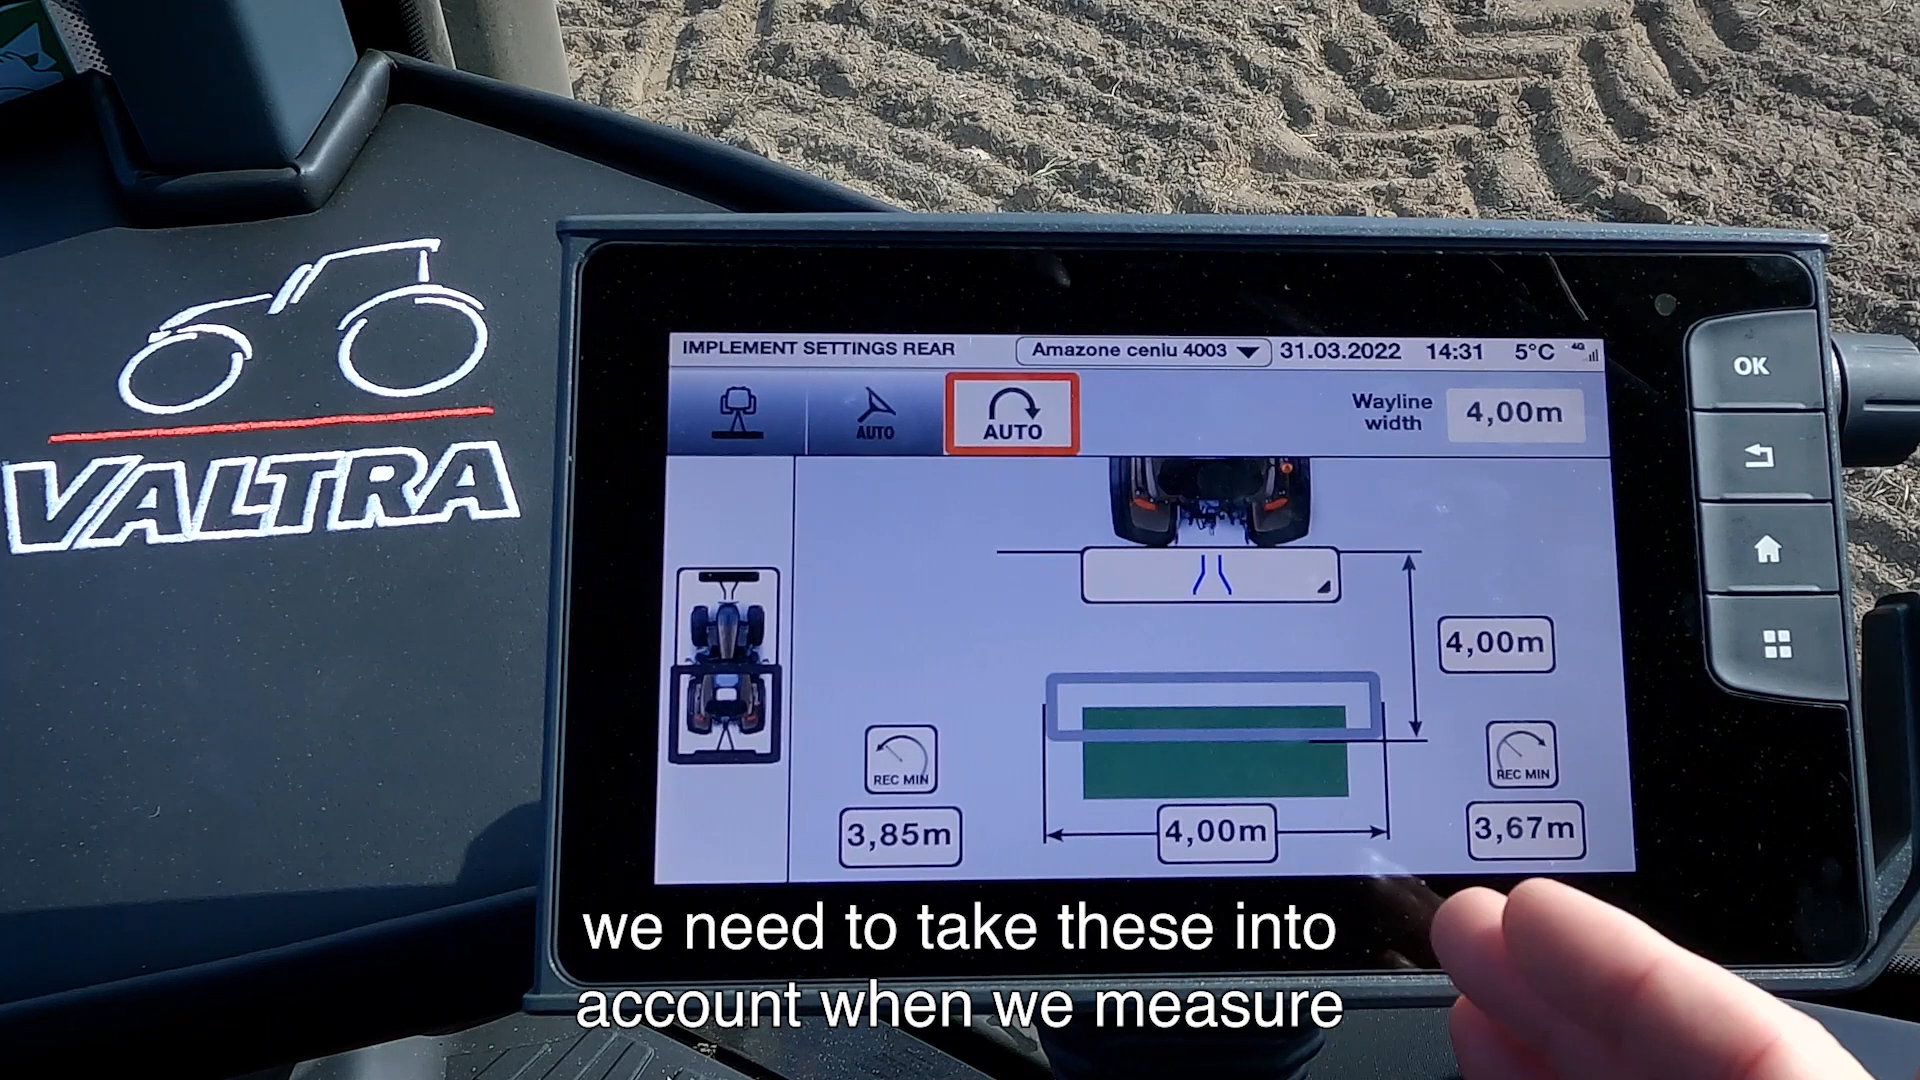 VALTRA
IMPLEMENT SETTINGS REAR
Amazone ceniu 4003
31.03.2022
14:31
5°C
4G
AUTO
AUTO
Wayline
width
4,00m
OK
4,00m
REC MIN
REC MIN
3,85m
4,00m
3,67m
we need to take these into
account when we measure